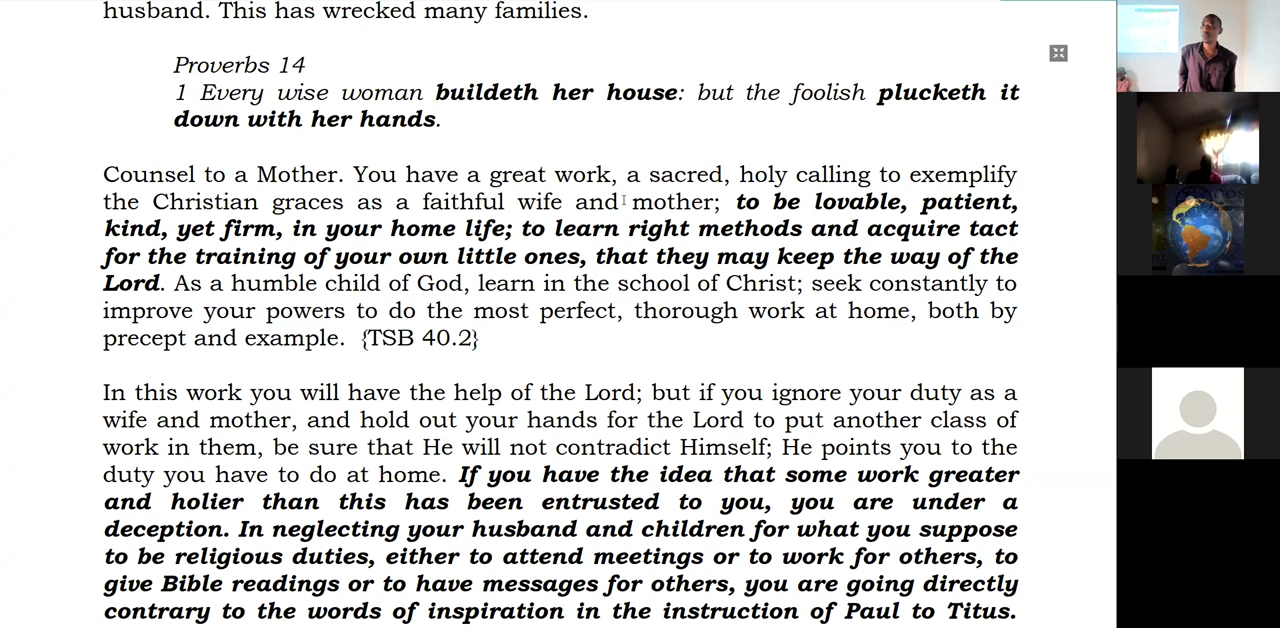 husband. This has wrecked many families.
Proverbs 14
1 Every wise woman buildeth her house: but the foolish plucketh it
down with her hands.
Counsel to a Mother. You have a great work, a sacred, holy calling to exemplify
the Christian graces as a faithful wife and mother; to be lovable, patient,
kind, yet firm, in your home life; to learn right methods and acquire tact
for the training of your own little ones, that they may keep the way of the
Lord. As a humble child of God, learn in the school of Christ; seek constantly to
improve your powers to do the most perfect, thorough work at home, both by
precept and example. {TSB 40.2}
In this work you will have the help of the Lord; but if you ignore your duty as a
wife and mother, and hold out your hands for the Lord to put another class of
work in them, be sure that He will not contradict Himself; He points you to the
duty you have to do at home. If you have the idea that some work greater
and holier than this has been entrusted to you, you are under a
deception. In neglecting your husband and children for what you suppose
to be religious duties, either to attend meetings or to work for others, to
give Bible readings or to have messages for others, you are going directly
contrary to the words of inspiration in the instruction of Paul to Titus.